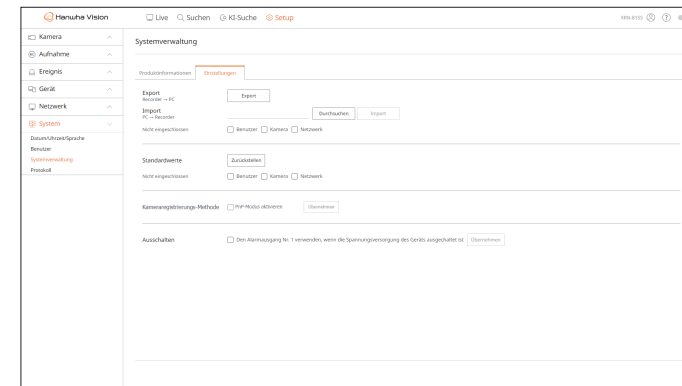 Hanwha Vision
Live Suchen KI-Suche Setup
ARN-810S
Kamera
Aufnahme
Ereignis
Gerät
Netzwerk
System
Datum/Uhrzeit/Sprache
Benutzer
Systemverwaltung
Protokoll
Systemverwaltung
Produktinformationen Einstellungen
Export
Recorder → PC
Export
Import
PC → Recorder
Durchsuchen Import
Nicht eingeschlossen Benutzer Kamera Netzwerk
Standardwerte Zurückstellen
Nicht eingeschlossen Benutzer Kamera Netzwerk
Kameraregistrierungs-Methode PnP-Modus aktivieren Übernehmen
Ausschalten Den Alarmausgang Nr. 1 verwenden, wenn die Spannungsversorgung des Geräts ausgeschaltet ist Übernehmen